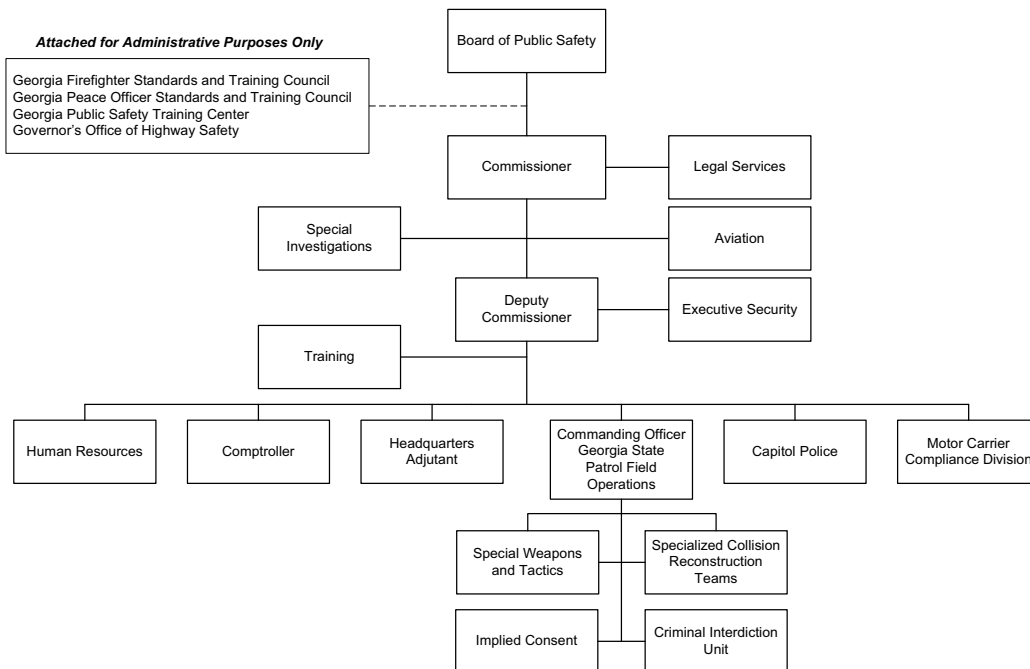 Attached for Administrative Purposes Only
Georgia Firefighter Standards and Training Council
Georgia Peace Officer Standards and Training Council
Georgia Public Safety Training Center
Governor's Office of Highway Safety
Board of Public Safety
Commissioner
Legal Services
Special
Investigations
Aviation
Deputy
Commissioner
Executive Security
Training
Human Resources
Comptroller
Headquarters
Adjutant
Commanding Officer
Georgia State
Patrol Field
Operations
Capitol Police
Motor Carrier
Compliance Division
Special Weapons
and Tactics
Specialized Collision
Reconstruction
Teams
Implied Consent
Criminal Interdiction
Unit